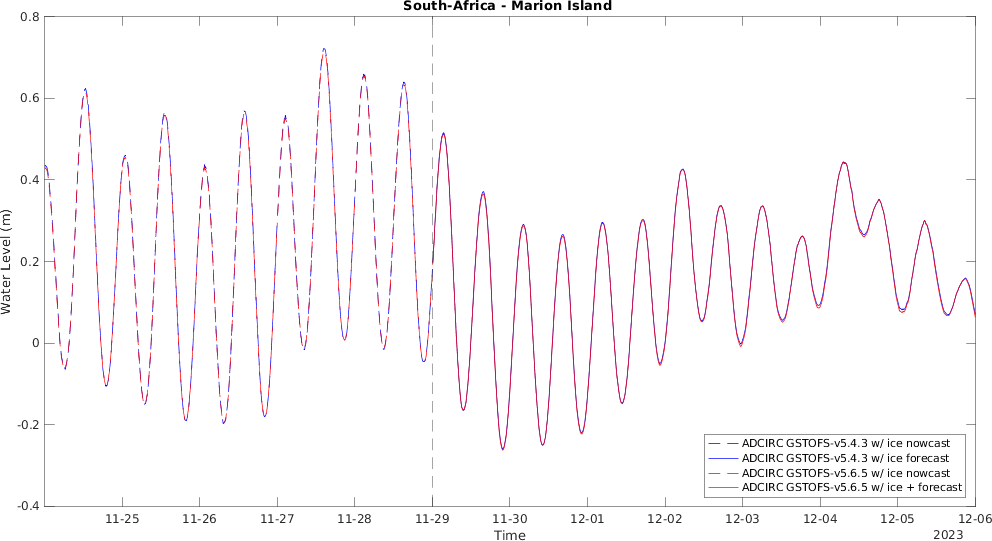 South-Africa - Marion Island
Water Level (m)
0.8
0.6
0.4
0.2
0
-0.2
-0.4
ADCIRC GSTOFS-v5.4.3 w/ ice nowcast
ADCIRC GSTOFS-v5.4.3 w/ ice forecast
ADCIRC GSTOFS-v5.6.5 w/ ice nowcast
ADCIRC GSTOFS-v5.6.5 w/ ice + forecast
11-25 11-26 11-27 11-28 11-29 11-30 12-01 12-02 12-03 12-04 12-05 12-06
Time
2023